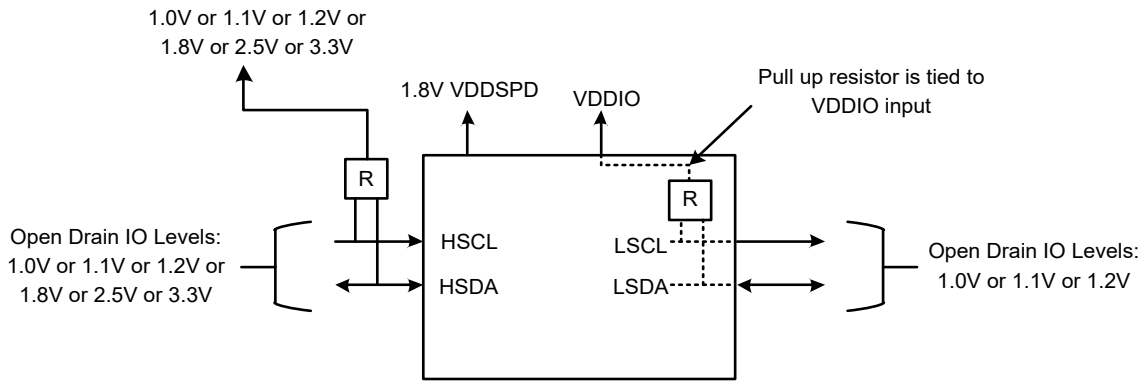 1.0V or 1.1V or 1.2V or
1.8V or 2.5V or 3.3V
1.8V VDDSPD
VDDIO
Pull up resistor is tied to
VDDIO input
R
R
Open Drain IO Levels:
1.0V or 1.1V or 1.2V or
1.8V or 2.5V or 3.3V
HSCL
HSDA
LSCL
LSDA
Open Drain IO Levels:
1.0V or 1.1V or 1.2V